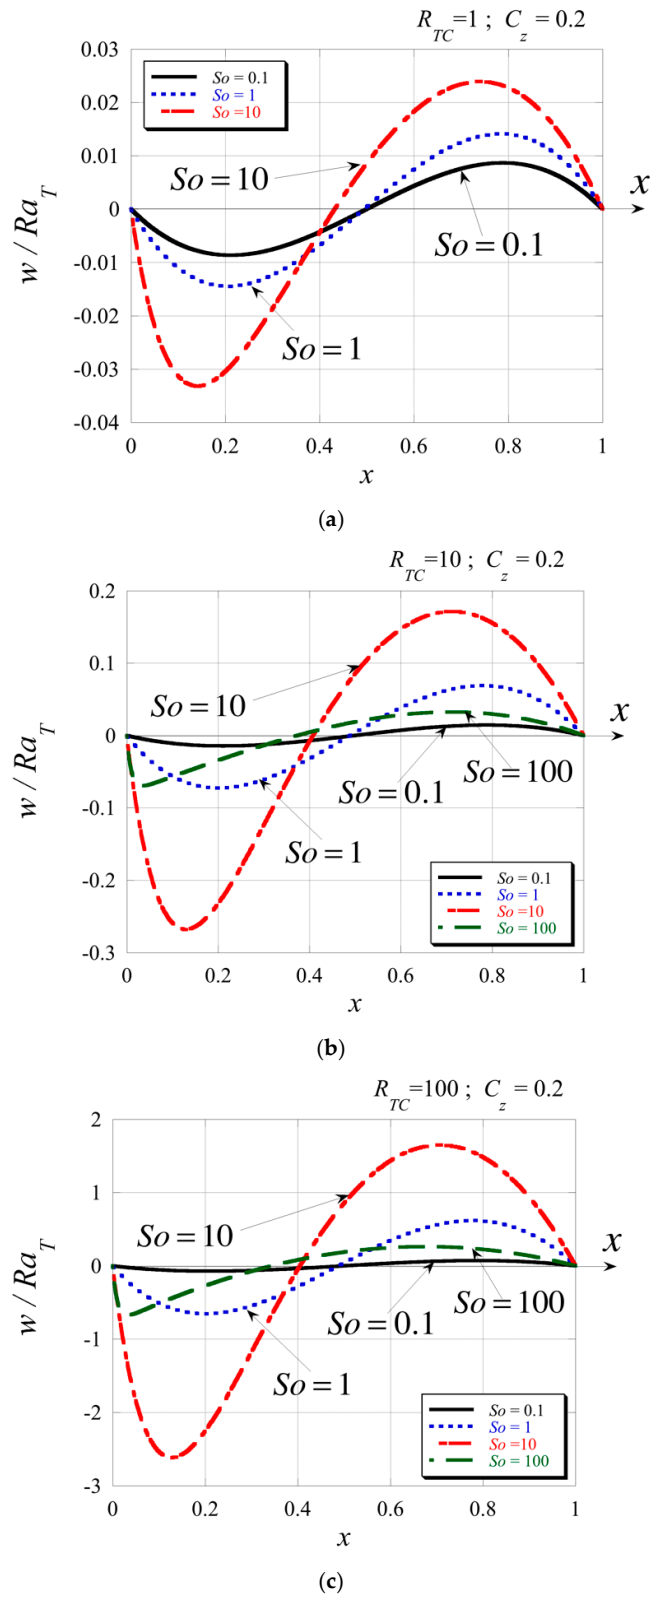 R_TC=1 ; C_z = 0.2
0.03
So = 0.1
So = 1
So =10
0.02
0.01
So = 10
x
0
So = 0.1
-0.01
-0.02
So = 1
-0.03
-0.04
w / Ra_T
0 0.2 0.4 0.6 0.8 1
x
(a)
R_TC=10 ; C_z = 0.2
0.2
0.1
So = 10
x
0
So = 100
So = 0.1
-0.1
So = 1
So = 0.1
So = 1
So =10
So = 100
-0.2
-0.3
w / Ra_T
0 0.2 0.4 0.6 0.8 1
x
(b)
R_TC=100 ; C_z = 0.2
2
1
So = 10
x
0
So = 100
So = 0.1
-1
So = 1
So = 0.1
So = 1
So =10
So = 100
-2
-3
w / Ra_T
0 0.2 0.4 0.6 0.8 1
x
(c)